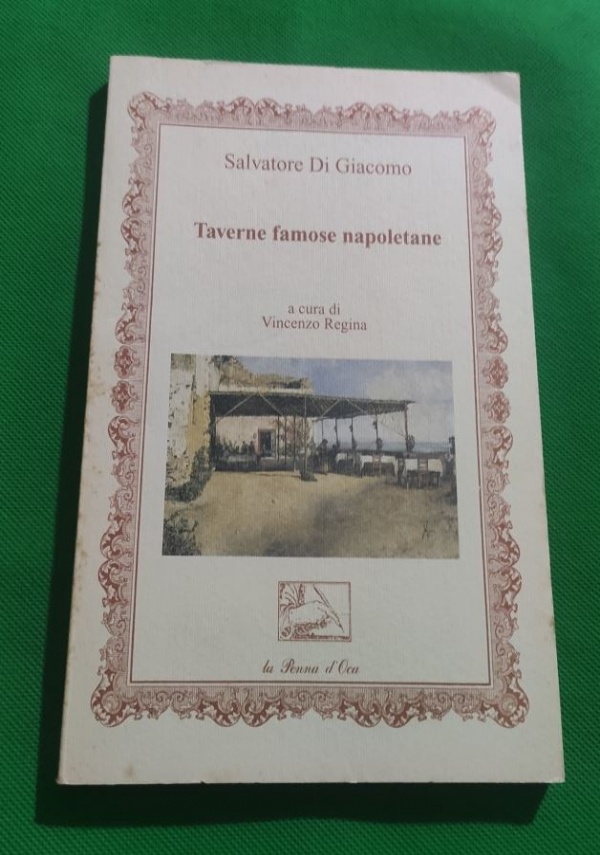 Salvatore Di Giacomo
Taverne famose napoletane
a cura di
Vincenzo Regina
la Penna d'Oca